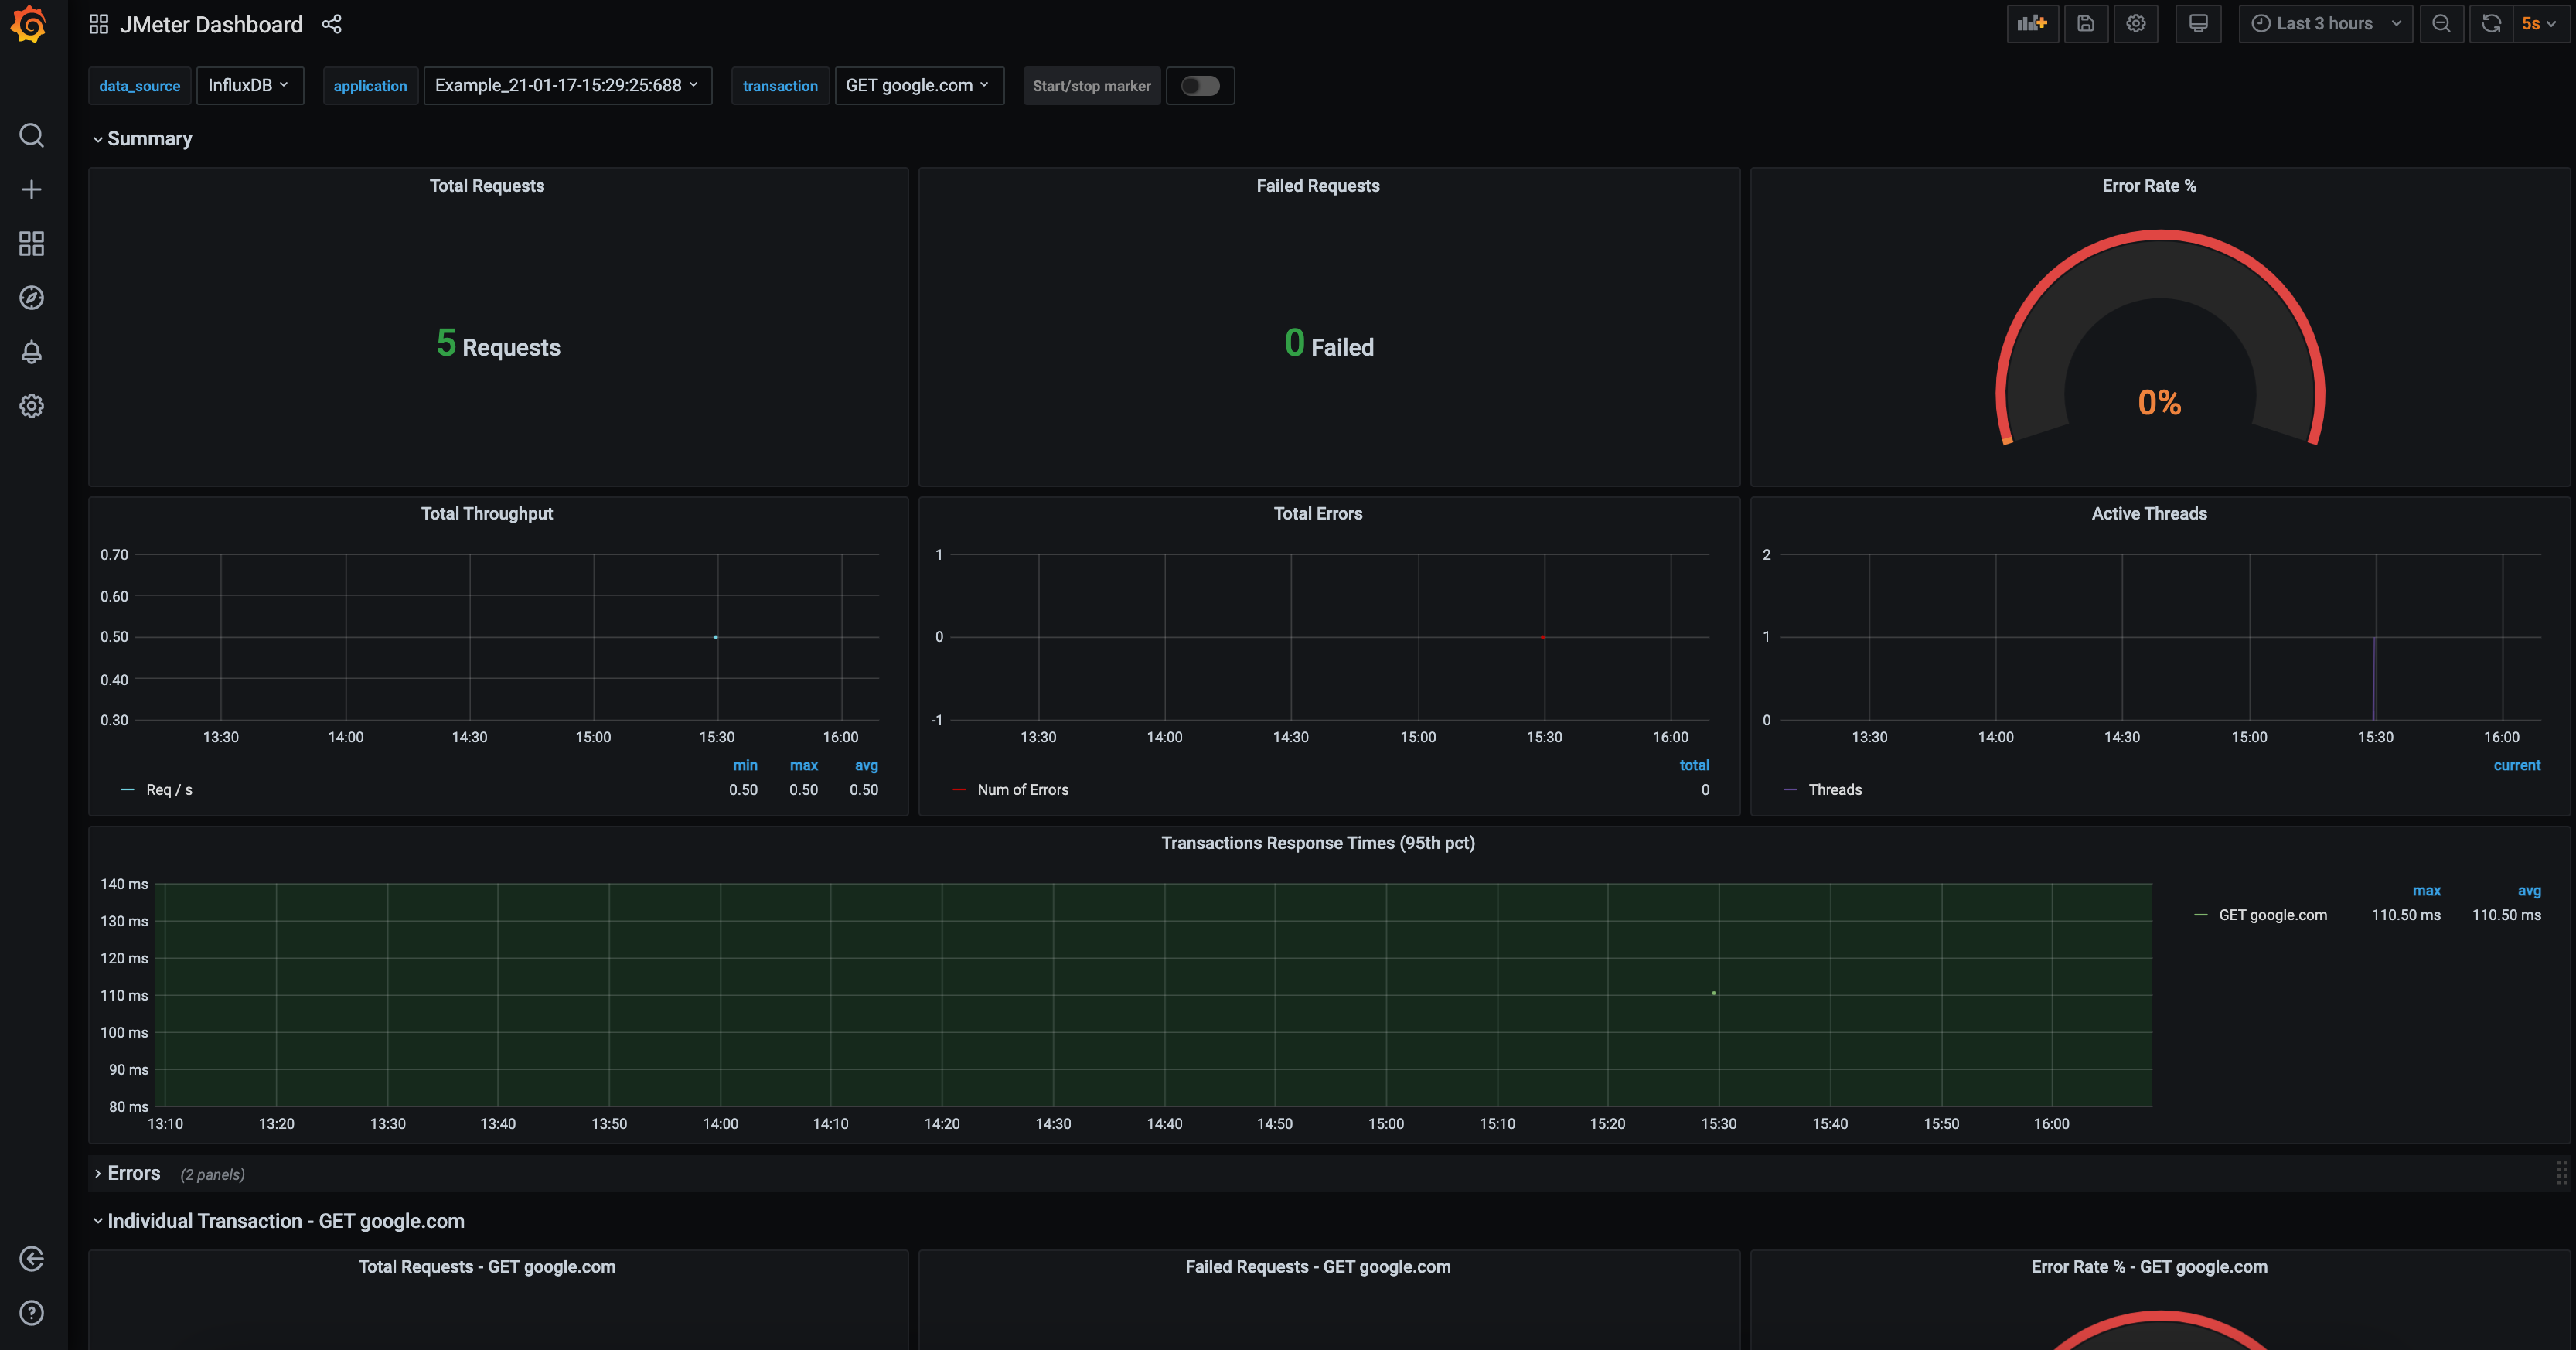 JMeter Dashboard
Last 3 hours
5s
data_source
InfluxDB
application
Example_21-01-17-15:29:25:688
transaction
GET google.com
Start/stop marker
Summary
Total Requests
5 Requests
Failed Requests
0 Failed
Error Rate %
0%
Total Throughput
0.70
0.60
0.50
0.40
0.30
13:30 14:00 14:30 15:00 15:30 16:00
min max avg
Req / s 0.50 0.50 0.50
Total Errors
1
0
-1
13:30 14:00 14:30 15:00 15:30 16:00
total
Num of Errors 0
Active Threads
2
1
0
13:30 14:00 14:30 15:00 15:30 16:00
current
Threads
Transactions Response Times (95th pct)
140 ms
130 ms
120 ms
110 ms
100 ms
90 ms
80 ms
13:10 13:20 13:30 13:40 13:50 14:00 14:10 14:20 14:30 14:40 14:50 15:00 15:10 15:20 15:30 15:40 15:50 16:00
max avg
GET google.com 110.50 ms 110.50 ms
Errors (2 panels)
Individual Transaction - GET google.com
Total Requests - GET google.com
Failed Requests - GET google.com
Error Rate % - GET google.com